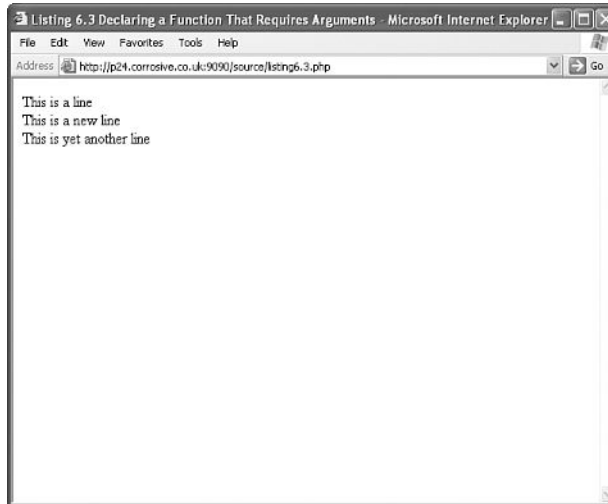 Listing 6.3 Declaring a Function That Requires Arguments - Microsoft Internet Explorer
File Edit View Favorites Tools Help
Address http://p24.corrosive.co.uk:9090/source/listing6.3.php Go
This is a line
This is a new line
This is yet another line